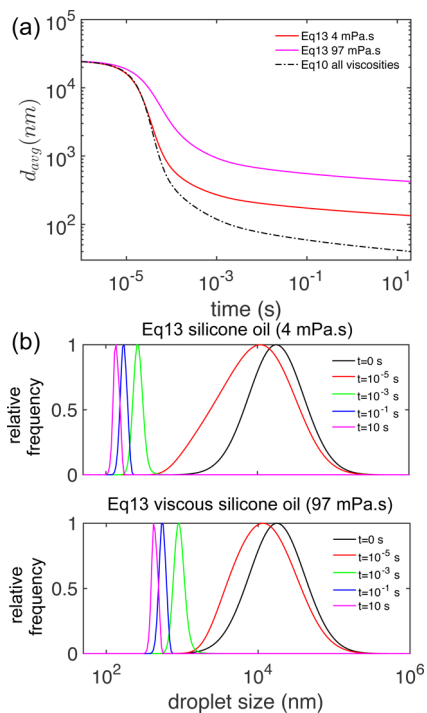 (a)
10^5
10^4
10^3
10^2
d_avg(nm)
Eq13 4 mPa.s
Eq13 97 mPa.s
Eq10 all viscosities
10^-5
10^-3
10^-1
10^1
time (s)
(b)
Eq13 silicone oil (4 mPa.s)
1
0.5
0
relative
frequency
t=0 s
t=10^-5 s
t=10^-3 s
t=10^-1 s
t=10 s
Eq13 viscous silicone oil (97 mPa.s)
1
0.5
0
relative
frequency
t=0 s
t=10^-5 s
t=10^-3 s
t=10^-1 s
t=10 s
10^2
10^4
10^6
droplet size (nm)